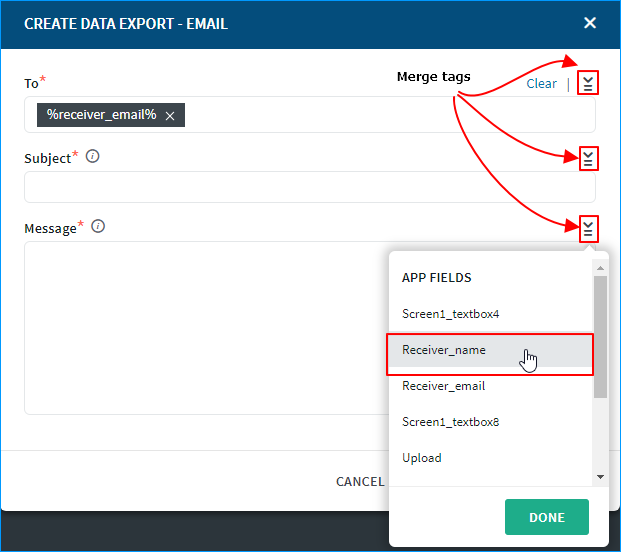 CREATE DATA EXPORT - EMAIL
Merge tags
To* Clear |
%receiver_email% ×
Subject*
Message*
APP FIELDS
Screen1_textbox4
Receiver_name
Receiver_email
Screen1_textbox8
Upload
CANCEL
DONE